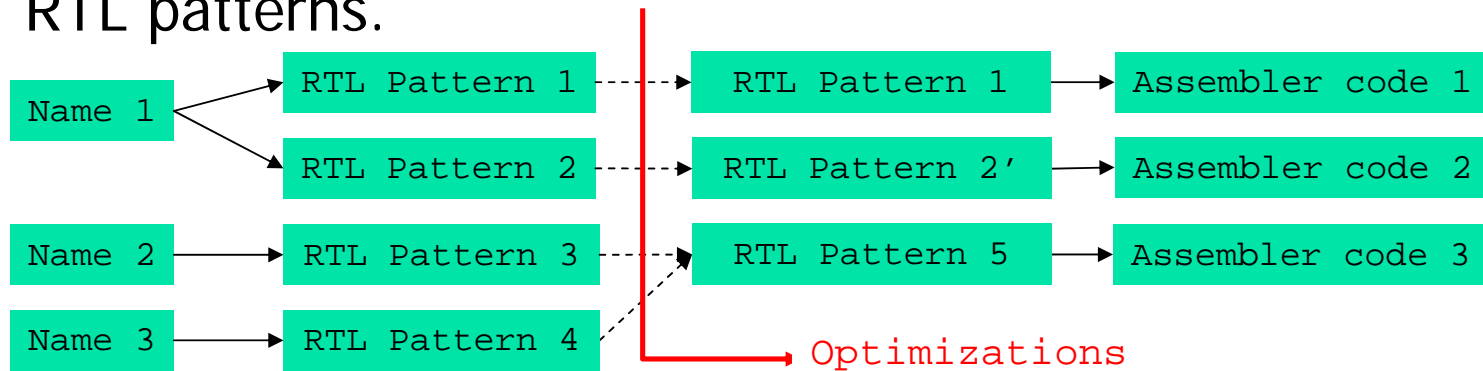 RTL patterns.
RTL Pattern 1 RTL Pattern 1 Assembler code 1
Name 1
RTL Pattern 2 RTL Pattern 2′ Assembler code 2
Name 2 RTL Pattern 3 RTL Pattern 5 Assembler code 3
Name 3 RTL Pattern 4
Optimizations